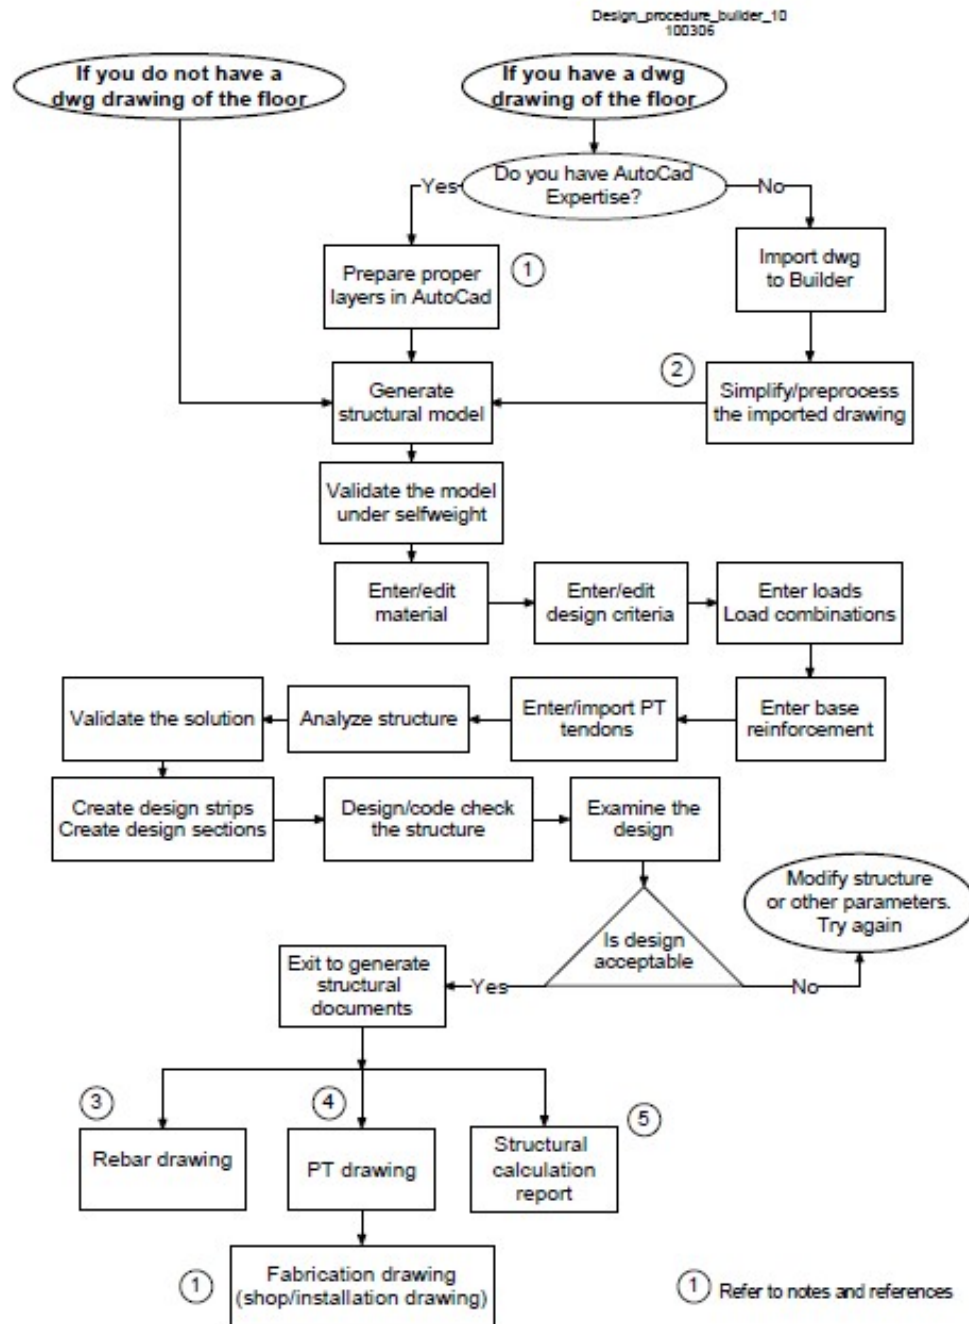 Design_procedure_builder_10
100306
If you do not have a
dwg drawing of the floor
If you have a dwg
drawing of the floor
Do you have AutoCad
Expertise?
Yes
No
Prepare proper
layers in AutoCad
1
Import dwg
to Builder
Generate
structural model
2
Simplify/preprocess
the imported drawing
Validate the model
under selfweight
Enter/edit
material
Enter/edit
design criteria
Enter loads
Load combinations
Validate the solution
Analyze structure
Enter/import PT
tendons
Enter base
reinforcement
Create design strips
Create design sections
Design/code check
the structure
Examine the
design
Modify structure
or other parameters.
Try again
Is design
acceptable
Yes
No
Exit to generate
structural
documents
3
Rebar drawing
4
PT drawing
5
Structural
calculation
report
1
Fabrication drawing
(shop/installation drawing)
1 Refer to notes and references